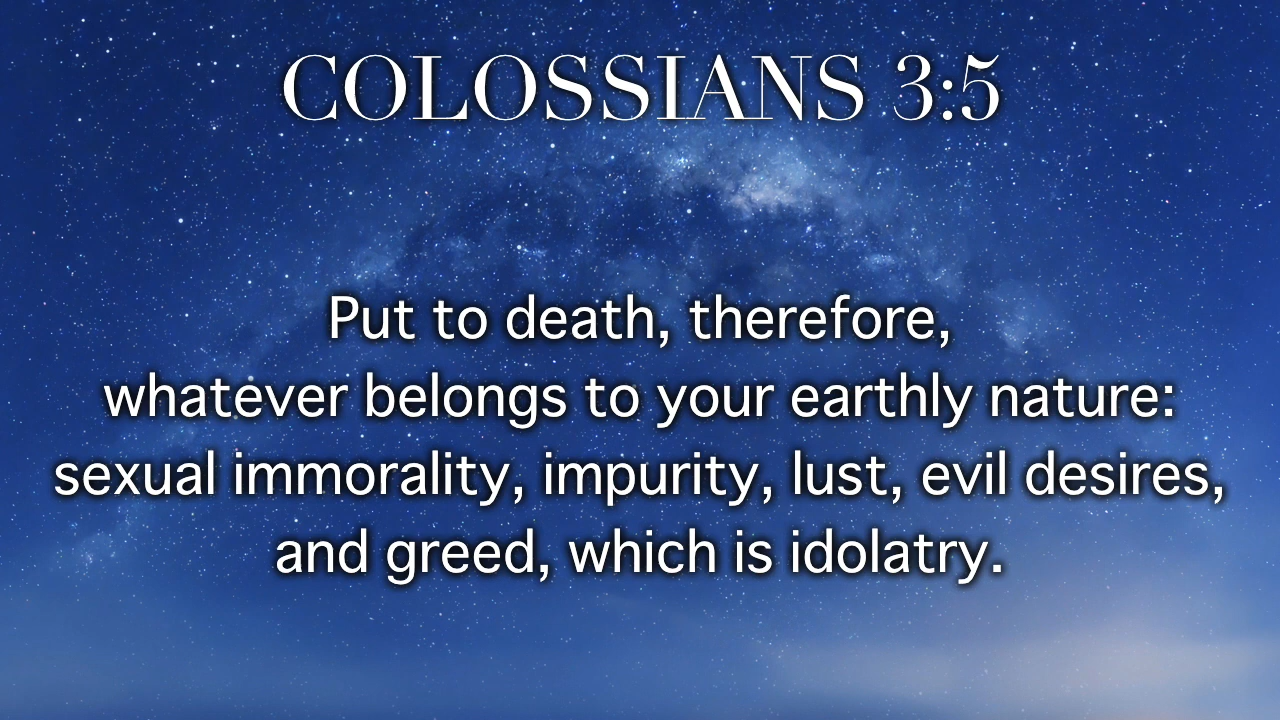 COLOSSIANS 3:5
Put to death, therefore,
whatever belongs to your earthly nature:
sexual immorality, impurity, lust, evil desires,
and greed, which is idolatry.